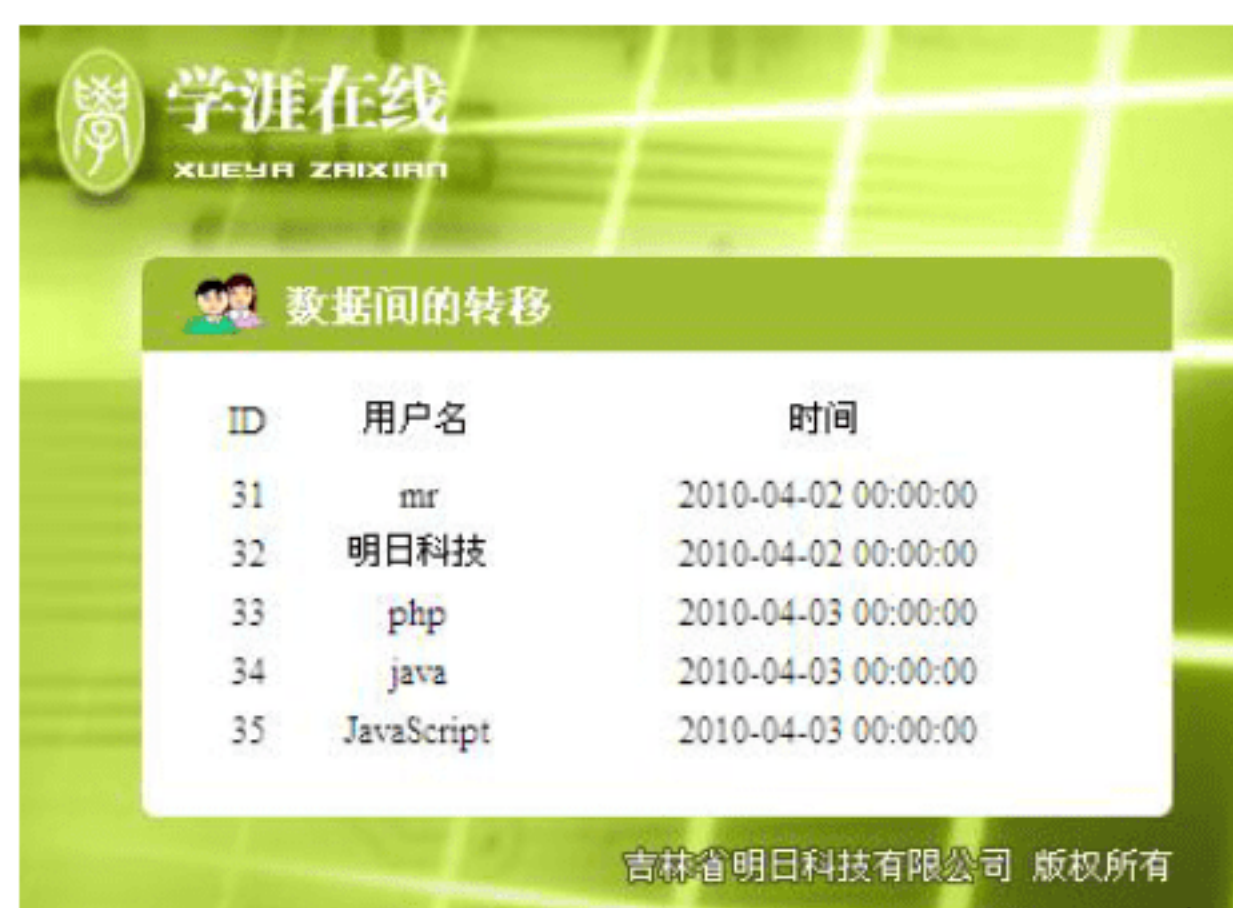 學
学涯在线
XUEYA ZAIXIAN
数据间的转移
ID 用户名 时间
31 mr 2010-04-02 00:00:00
32 明日科技 2010-04-02 00:00:00
33 php 2010-04-03 00:00:00
34 java 2010-04-03 00:00:00
35 JavaScript 2010-04-03 00:00:00
吉林省明日科技有限公司 版权所有